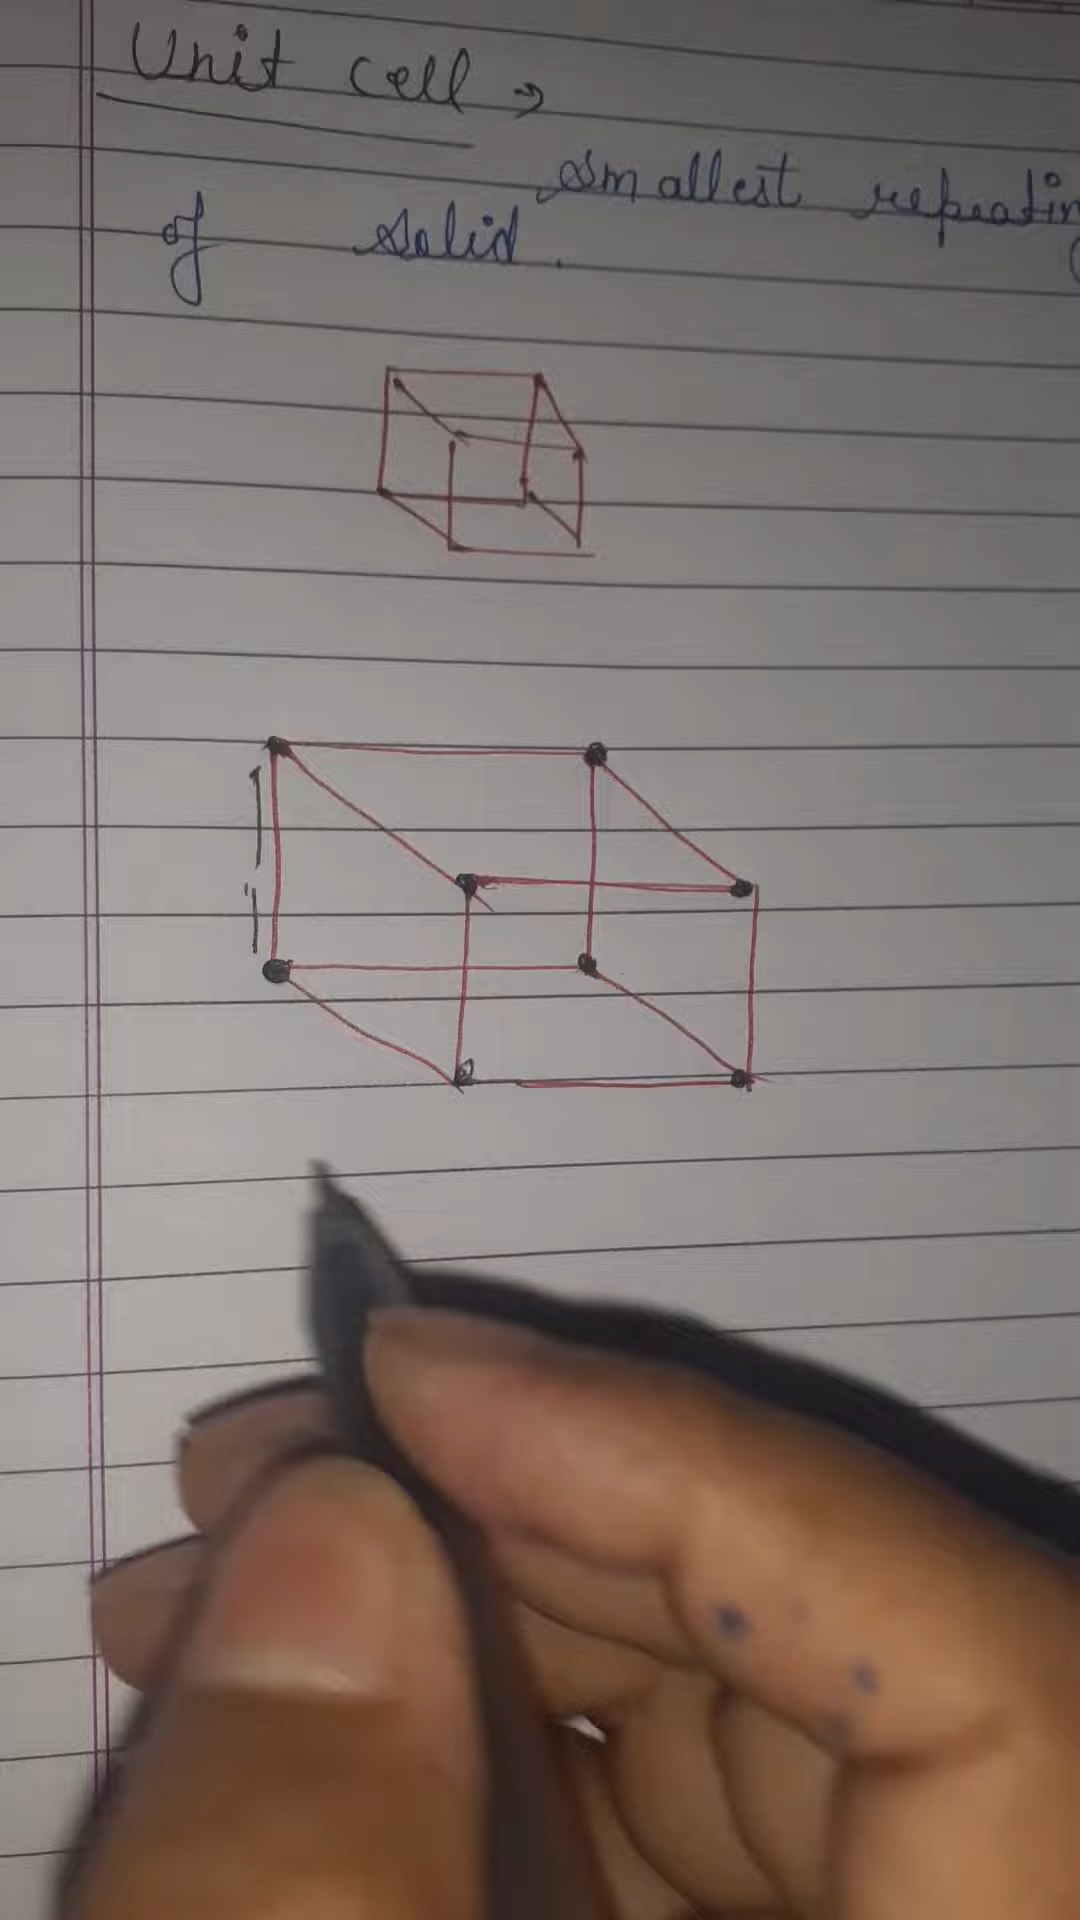 Unit cell →
smallest repeatin
of solid.